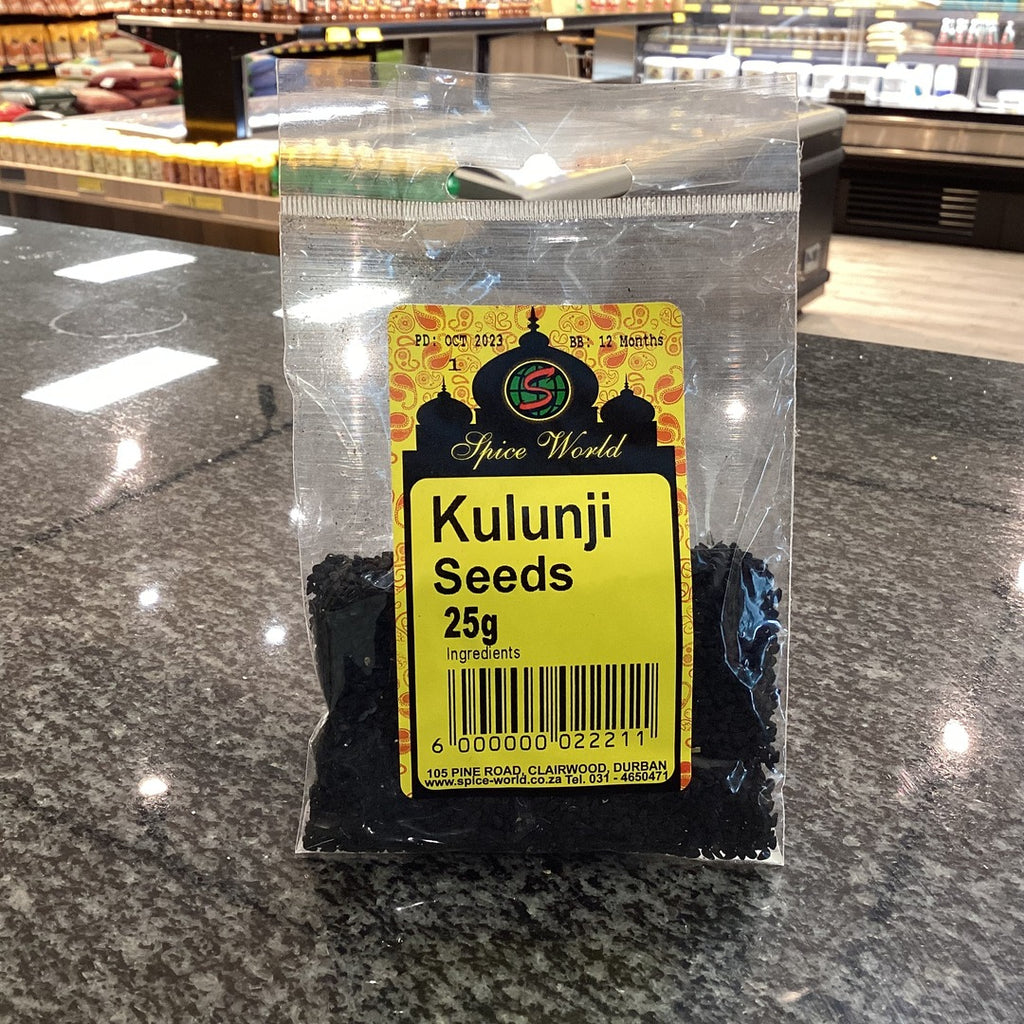 PD: OCT 2023 BB: 12 Months
1
S
Spice World
Kulunji
Seeds
25g
Ingredients
6 000000 022211
105 PINE ROAD, CLAIRWOOD, DURBAN
www.spice-world.co.za Tel. 031 - 4650471